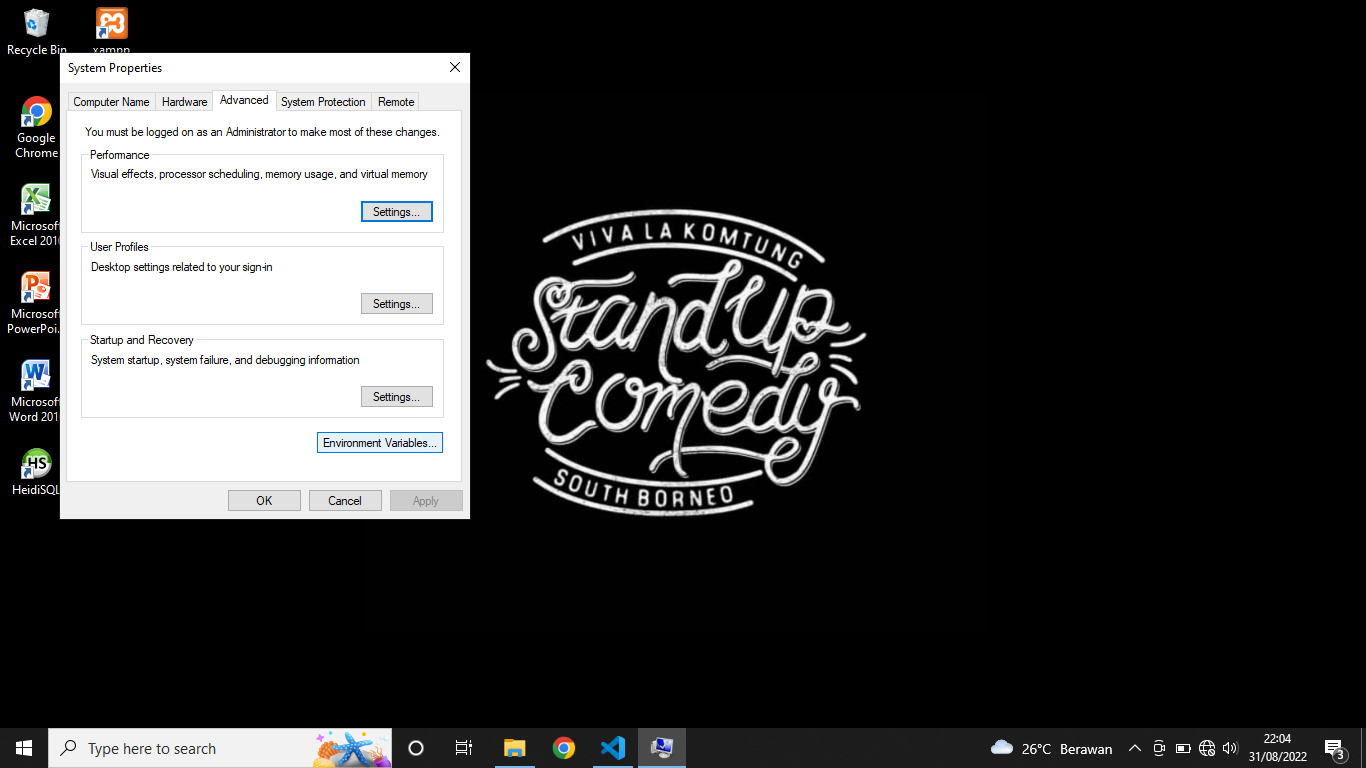 Recycle Bin
xampp
System Properties
Computer Name
Hardware
Advanced
System Protection
Remote
You must be logged on as an Administrator to make most of these changes.
Performance
Visual effects, processor scheduling, memory usage, and virtual memory
Settings...
User Profiles
Desktop settings related to your sign-in
Settings...
Startup and Recovery
System startup, system failure, and debugging information
Settings...
Environment Variables...
OK
Cancel
Apply
Google
Chrome
Microsoft
Excel 201
Microsoft
PowerPoi...
Microsoft
Word 201
HeidiSQL
HS
VIVA LA KOMTUNG
Stand Up
Comedy
SOUTH BORNEO
Type here to search
26°C Berawan
22:04
31/08/2022
3